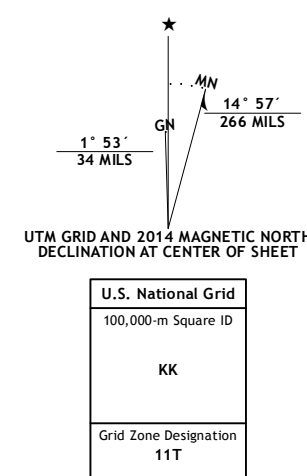 ★
MN
14° 57´
266 MILS
GN
1° 53´
34 MILS
UTM GRID AND 2014 MAGNETIC NORTH
DECLINATION AT CENTER OF SHEET
U.S. National Grid
100,000-m Square ID
KK
Grid Zone Designation
11T